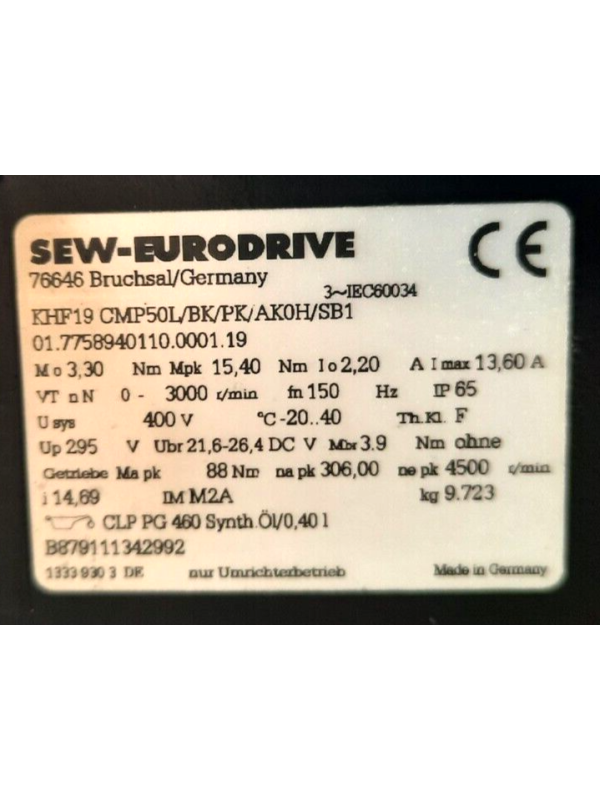 SEW-EURODRIVE CE
76646 Bruchsal/Germany
3~IEC60034
KHF19 CMP50L/BK/PK/AK0H/SB1
01.7758940110.0001.19
Mo 3,30 Nm Mpk 15,40 Nm Io 2,20 A Imax 13,60 A
VT nN 0 - 3000 r/min fn 150 Hz IP 65
Usys 400 V °C -20..40 Th.Kl. F
Up 295 V Ubr 21,6-26,4 DC V Mbr 3.9 Nm ohne
Getriebe Ma pk 88 Nm na pk 306,00 ne pk 4500 r/min
i 14,69 IM M2A kg 9.723
CLP PG 460 Synth.Öl/0,40 l
B879111342992
1333 930 3 DE nur Umrichterbetrieb Made in Germany